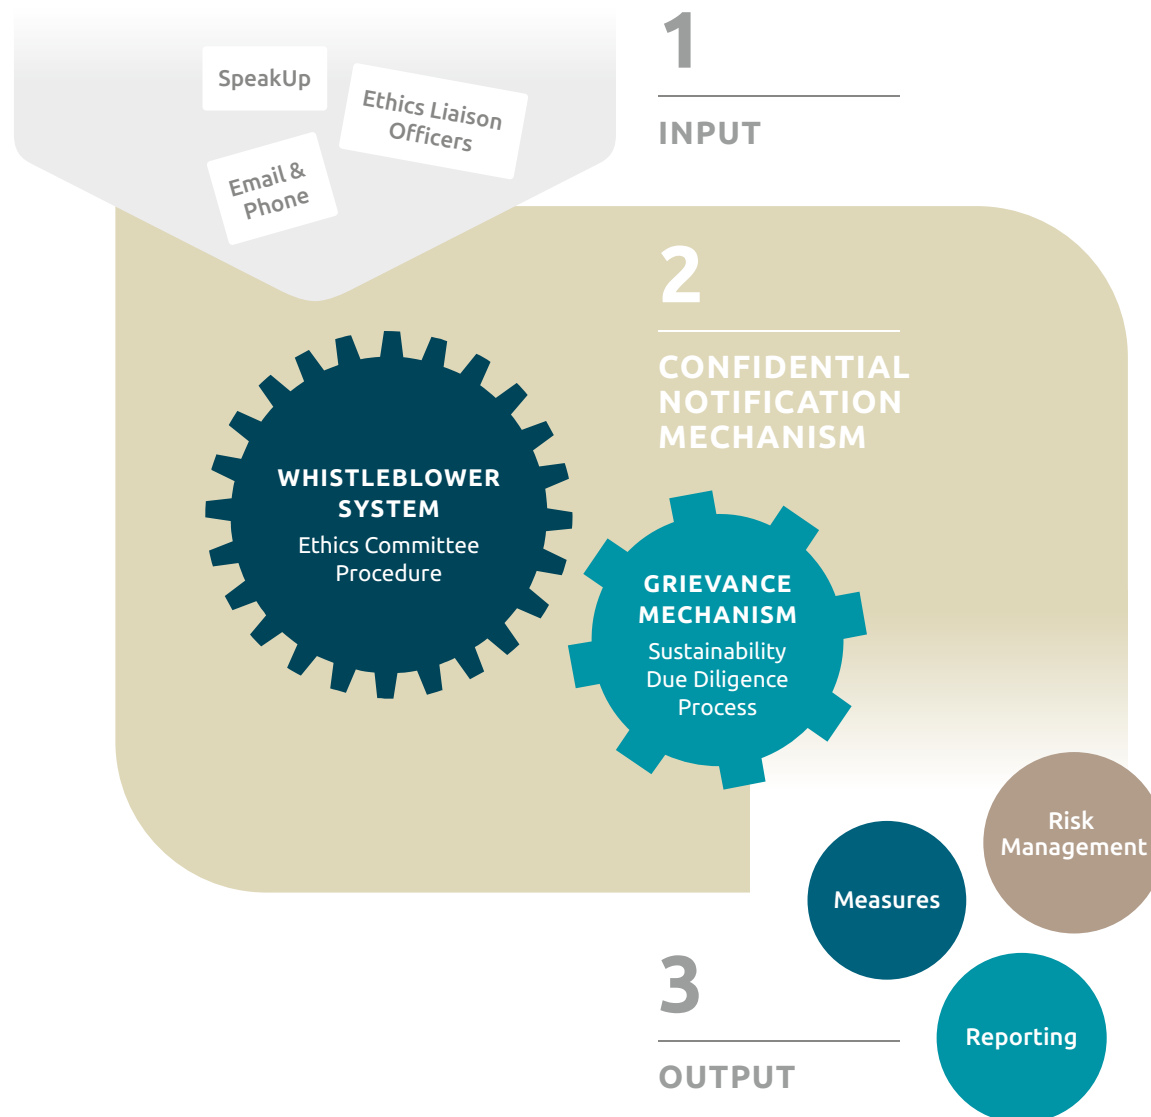 1
INPUT
SpeakUp
Ethics Liaison
Officers
Email &
Phone
2
CONFIDENTIAL
NOTIFICATION
MECHANISM
WHISTLEBLOWER
SYSTEM
Ethics Committee
Procedure
GRIEVANCE
MECHANISM
Sustainability
Due Diligence
Process
3
OUTPUT
Measures
Risk
Management
Reporting